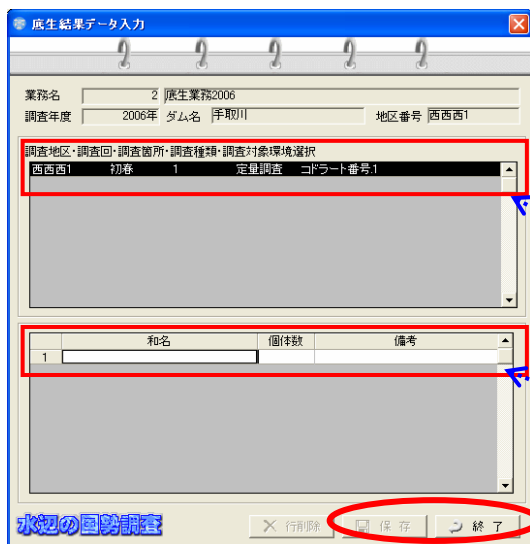 底生結果データ入力
業務名 2 底生業務2006
調査年度 2006年 ダム名 手取川 地区番号 西西西1
調査地区・調査回・調査箇所・調査種類・調査対象環境選択
西西西1 初春 1 定量調査 コドラート番号.1
和名 個体数 備考
1
水辺の国勢調査 行削除 保存 終了